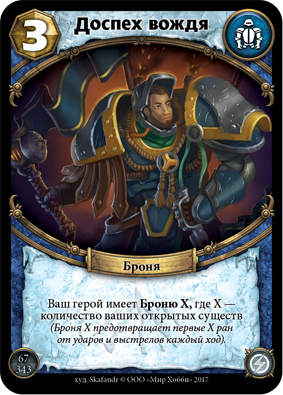 3
Доспех вождя
Броня
Ваш герой имеет Броню X, где X —
количество ваших открытых существ
(Броня X предотвращает первые X ран
от ударов и выстрелов каждый ход).
67
343
худ. Skafandr © ООО «Мир Хобби» 2017